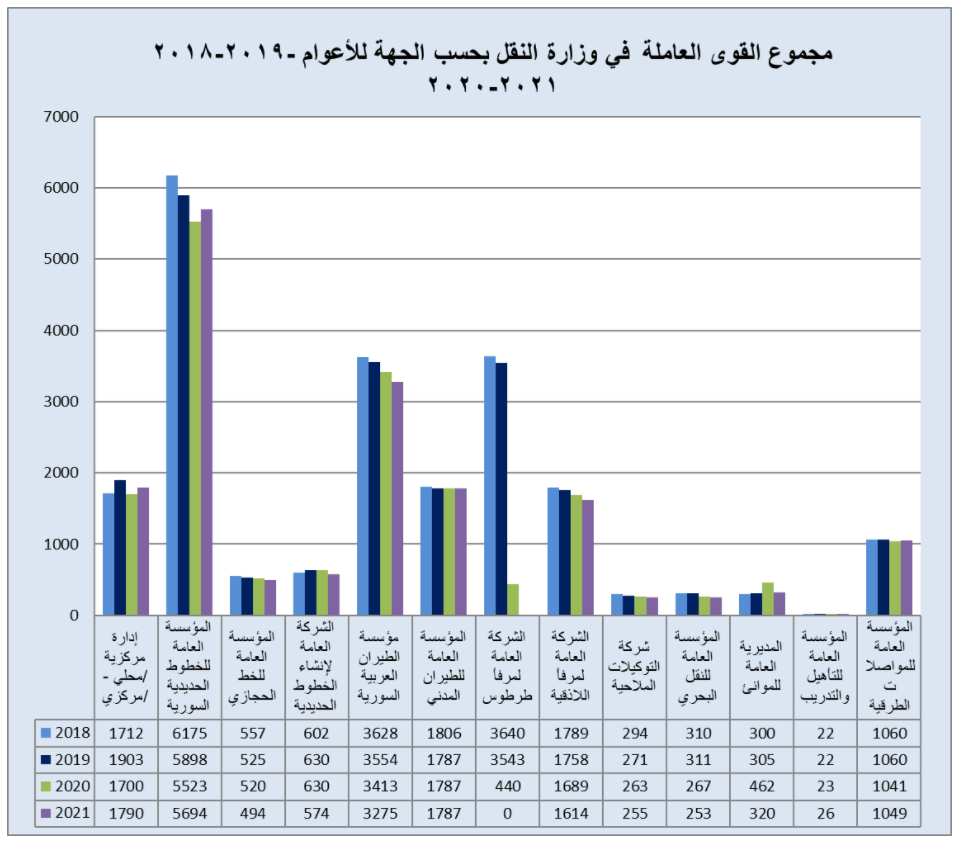 مجموع القوى العاملة في وزارة النقل بحسب الجهة للأعوام -٢٠١٩-٢٠١٨
٢٠٢١-٢٠٢٠
7000
6000
5000
4000
3000
2000
1000
0
إدارة
مركزية
/محلي -
مركزي/
المؤسسة
العامة
للخطوط
الحديدية
السورية
المؤسسة
العامة
للخط
الحجازي
الشركة
العامة
لإنشاء
الخطوط
الحديدية
مؤسسة
الطيران
العربية
السورية
المؤسسة
العامة
للطيران
المدني
الشركة
العامة
لمرفأ
طرطوس
الشركة
العامة
لمرفأ
اللاذقية
شركة
التوكيلات
الملاحية
المؤسسة
العامة
للنقل
البحري
المديرية
العامة
للموانئ
المؤسسة
العامة
للتأهيل
والتدريب
المؤسسة
العامة
للمواصلا
ت
الطرقية
2018 1712 6175 557 602 3628 1806 3640 1789 294 310 300 22 1060
2019 1903 5898 525 630 3554 1787 3543 1758 271 311 305 22 1060
2020 1700 5523 520 630 3413 1787 440 1689 263 267 462 23 1041
2021 1790 5694 494 574 3275 1787 0 1614 255 253 320 26 1049